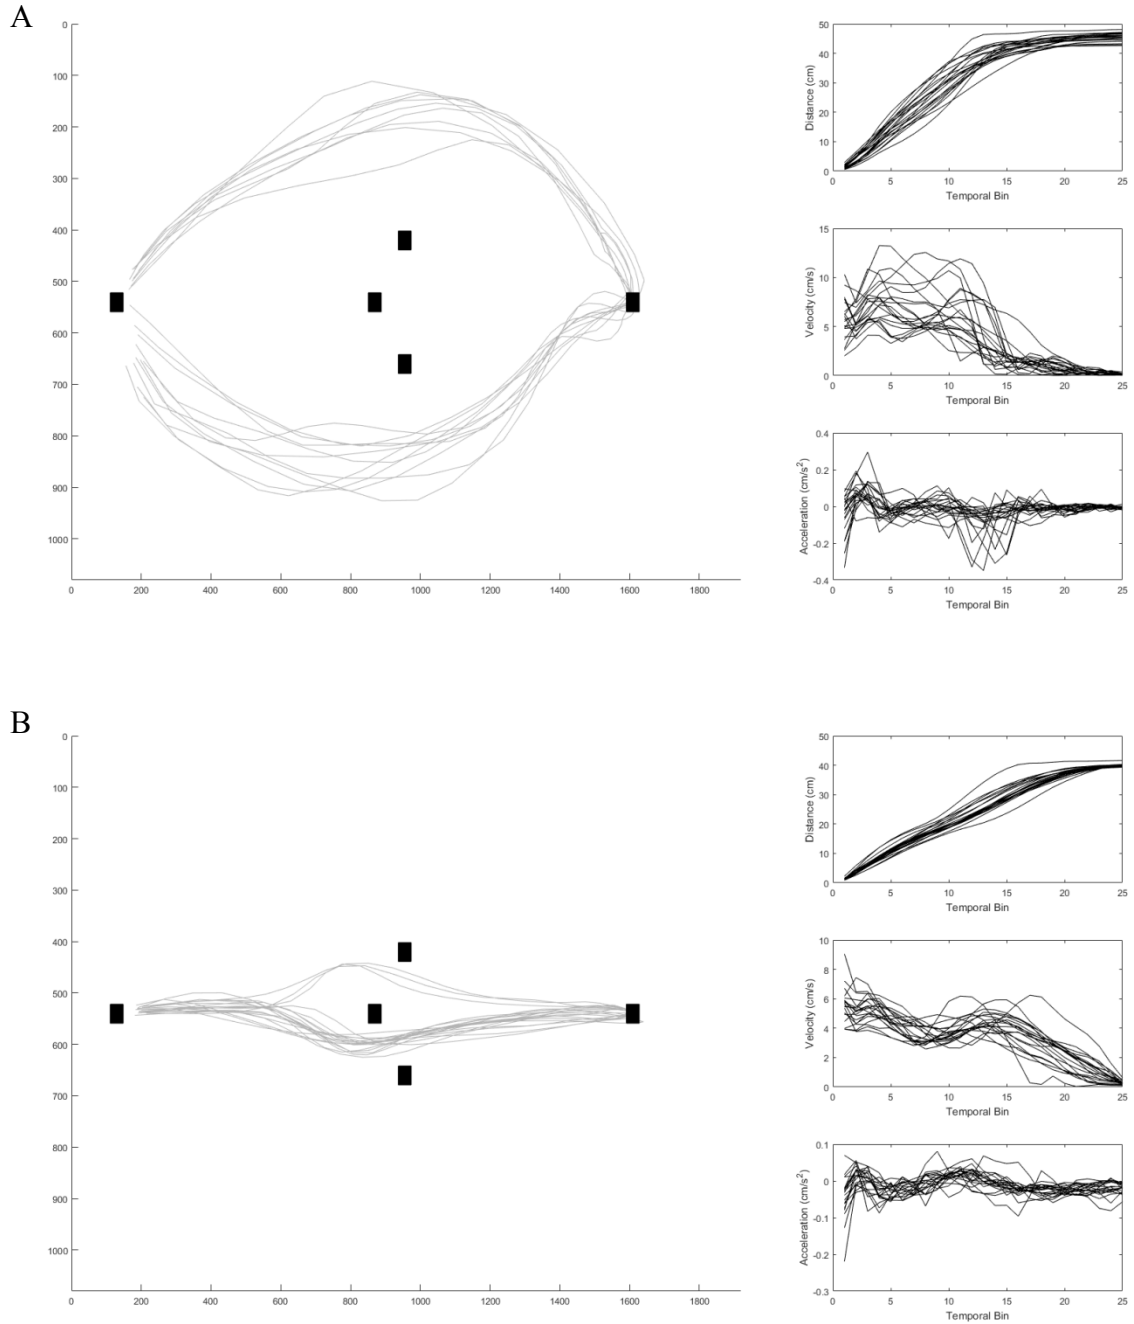 A
0
100
200
300
400
500
600
700
800
900
1000
0 200 400 600 800 1000 1200 1400 1600 1800
50
40
30
20
10
0
Distance (cm)
0 5 10 15 20 25
Temporal Bin
15
10
5
0
Velocity (cm/s)
0 5 10 15 20 25
Temporal Bin
0.4
0.2
0
-0.2
-0.4
Acceleration (cm/s²)
0 5 10 15 20 25
Temporal Bin
B
0
100
200
300
400
500
600
700
800
900
1000
0 200 400 600 800 1000 1200 1400 1600 1800
50
40
30
20
10
0
Distance (cm)
0 5 10 15 20 25
Temporal Bin
10
8
6
4
2
0
Velocity (cm/s)
0 5 10 15 20 25
Temporal Bin
0.1
0
-0.1
-0.2
-0.3
Acceleration (cm/s²)
0 5 10 15 20 25
Temporal Bin